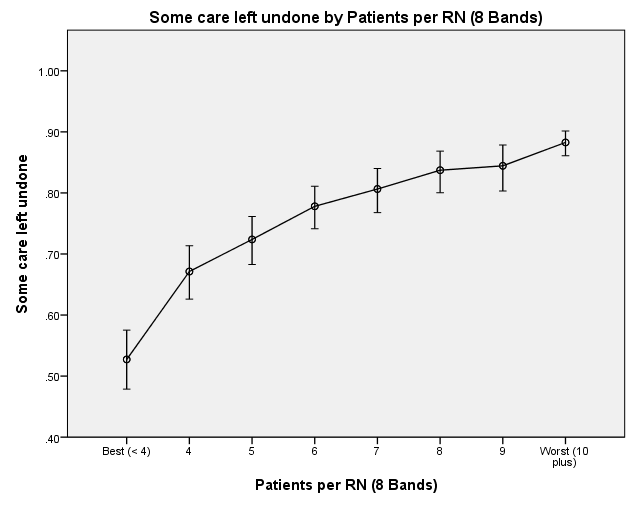 Some care left undone by Patients per RN (8 Bands)
1.00
.90
.80
.70
.60
.50
.40
Some care left undone
Best (< 4)
4
5
6
7
8
9
Worst (10
plus)
Patients per RN (8 Bands)